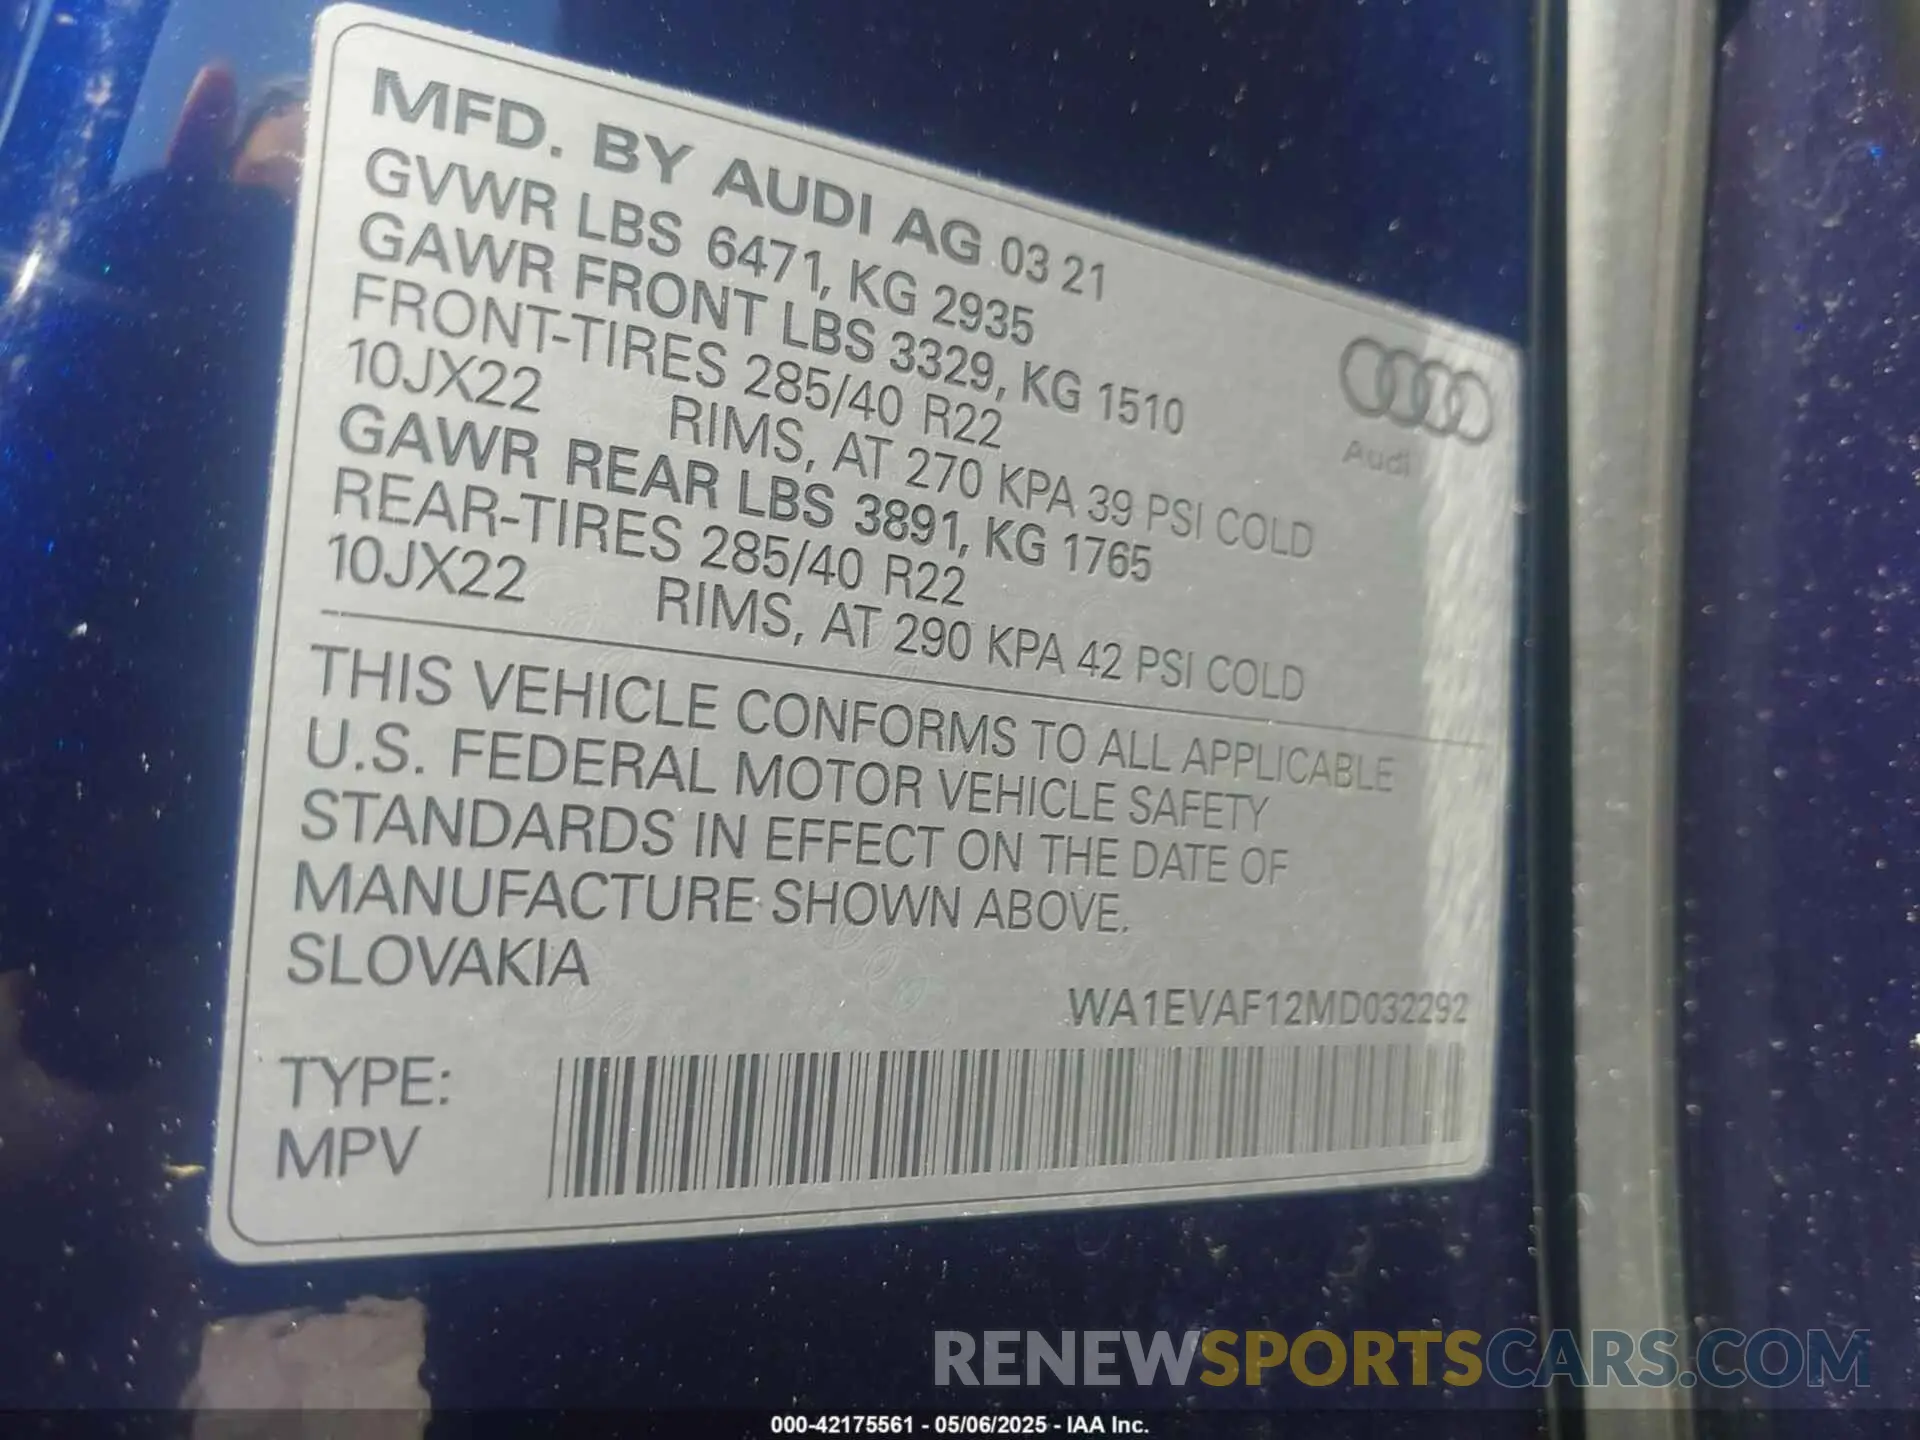 MFD. BY AUDI AG 03 21
GVWR LBS 6471, KG 2935
GAWR FRONT LBS 3329, KG 1510
FRONT-TIRES 285/40 R22
10JX22 RIMS, AT 270 KPA 39 PSI COLD
GAWR REAR LBS 3891, KG 1765
REAR-TIRES 285/40 R22
10JX22 RIMS, AT 290 KPA 42 PSI COLD
Audi
THIS VEHICLE CONFORMS TO ALL APPLICABLE
U.S. FEDERAL MOTOR VEHICLE SAFETY
STANDARDS IN EFFECT ON THE DATE OF
MANUFACTURE SHOWN ABOVE.
SLOVAKIA
WA1EVAF12MD032292
TYPE:
MPV
RENEWSPORTSCARS.COM
000-42175561 - 05/06/2025 - IAA Inc.